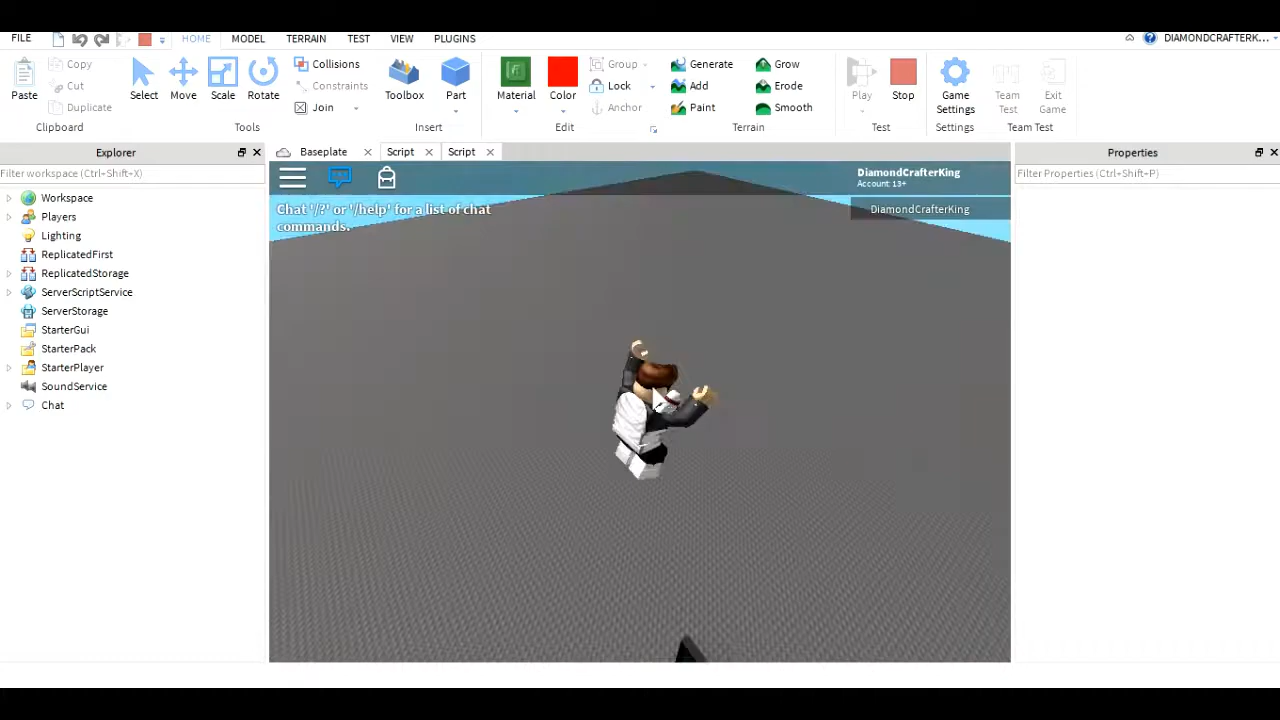 FILE HOME MODEL TERRAIN TEST VIEW PLUGINS DIAMONDCRAFTERK...
Paste Copy Cut Duplicate
Clipboard
Select Move Scale Rotate Collisions Constraints Join
Tools
Toolbox Part
Insert
Material Color Group Lock Anchor
Edit
Generate Grow
Add Erode
Paint Smooth
Terrain
Play Stop
Test
Game Settings
Settings
Team Test Exit Game
Team Test
Explorer
Filter workspace (Ctrl+Shift+X)
Workspace
Players
Lighting
ReplicatedFirst
ReplicatedStorage
ServerScriptService
ServerStorage
StarterGui
StarterPack
StarterPlayer
SoundService
Chat
Baseplate Script Script
DiamondCrafterKing
Account: 13+
DiamondCrafterKing
Chat '/?' or '/help' for a list of chat
commands.
Properties
Filter Properties (Ctrl+Shift+P)